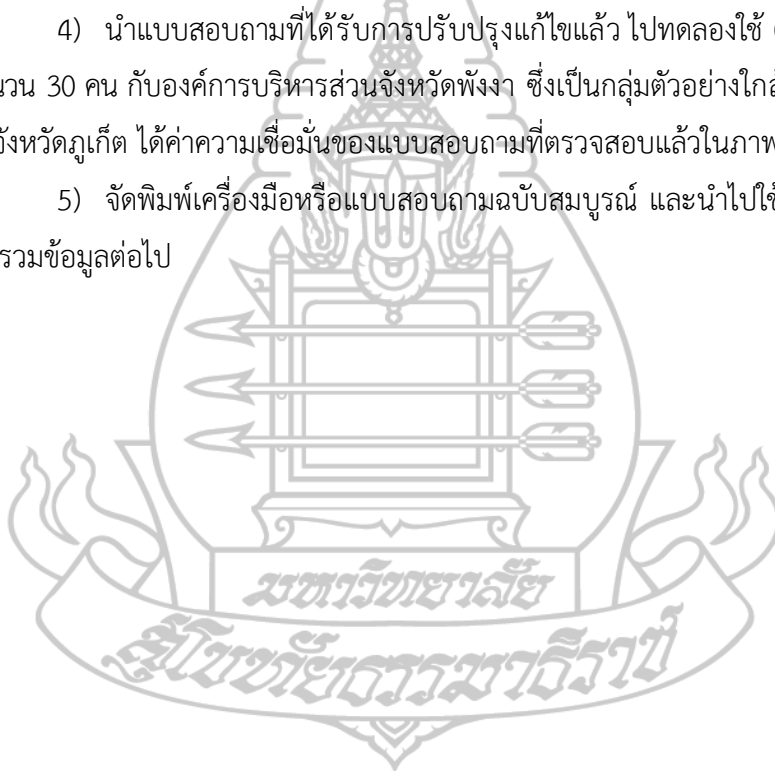 4) นำแบบสอบถามที่ได้รับการปรับปรุงแก้ไขแล้ว ไปทดลองใช้
30 คน กับองค์การบริหารส่วนจังหวัดพังงา ซึ่งเป็นกลุ่มตัวอย่าง
จังหวัดภูเก็ต ได้ค่าความเชื่อมั่นของแบบสอบถามที่ตรวจสอบแล้วในภาพ
5) จัดพิมพ์เครื่องมือหรือแบบสอบถามฉบับสมบูรณ์ และนำไปใช้
รวมข้อมูลต่อไป
มหาวิทยาลัย
สุโขทัยธรรมาธิราช